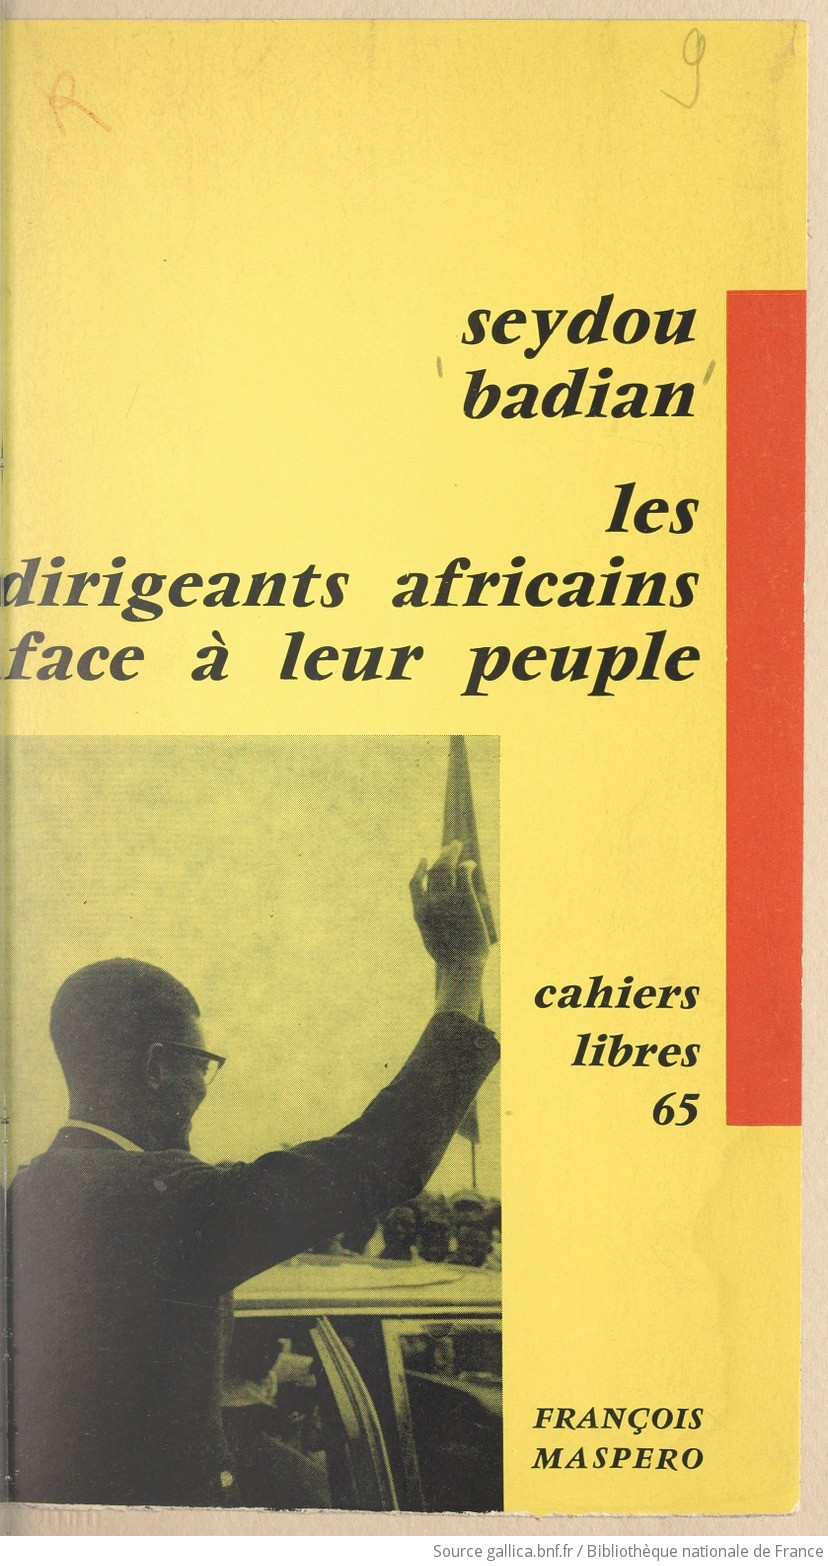 R
9
seydou
badian
les
dirigeants africains
face à leur peuple
cahiers
libres
65
FRANÇOIS
MASPERO
Source gallica.bnf.fr / Bibliothèque nationale de France